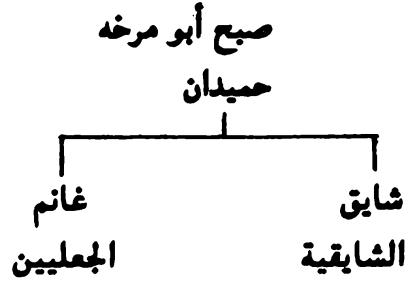 صبح أبو مرخه
حميدان
شايق غانم
الشايقية الجعليين